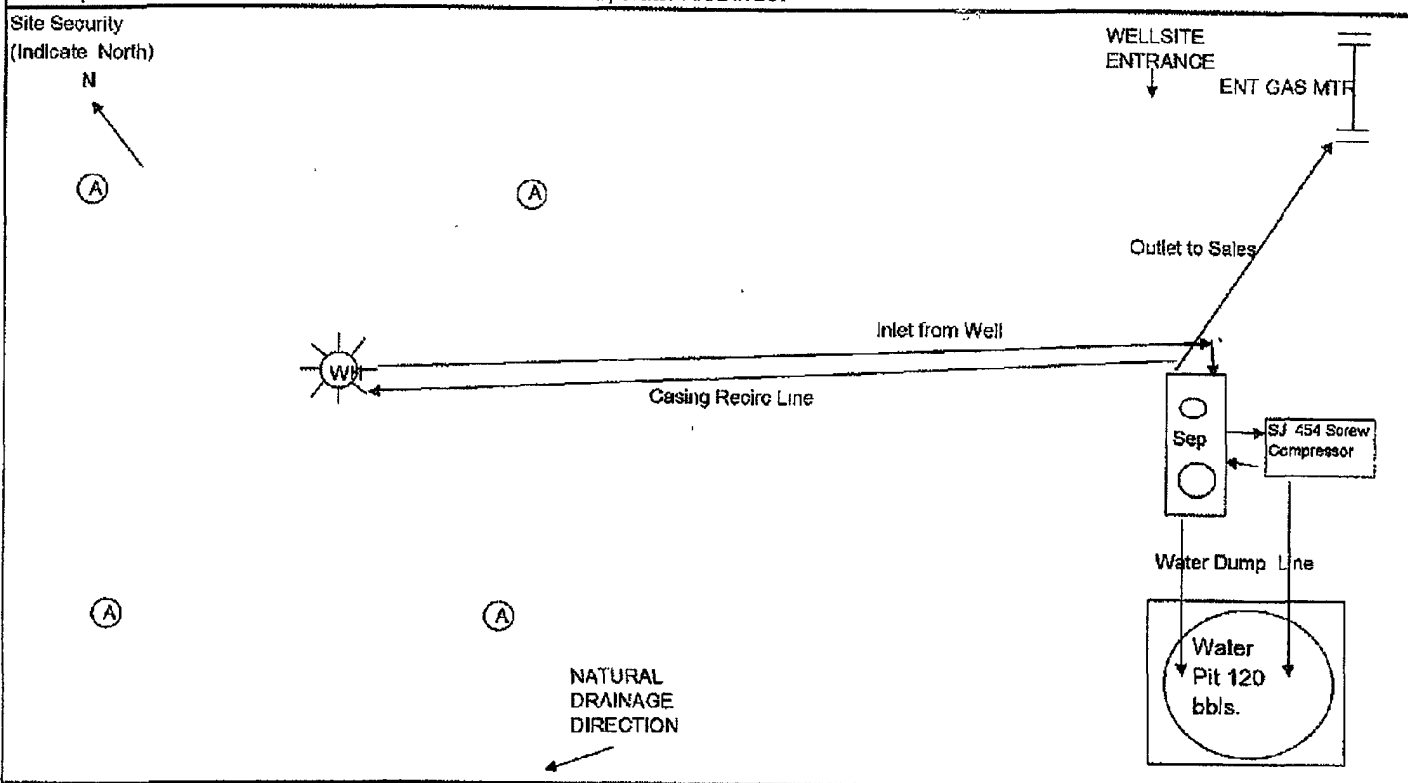 Site Security
(Indicate North)
N
WELLSITE
ENTRANCE
ENT GAS MTR
A
A
Outlet to Sales
Inlet from Well
WH
Casing Recirc Line
Sep
SJ 454 Screw
Compressor
Water Dump Line
A
A
Water
Pit 120
bbls.
NATURAL
DRAINAGE
DIRECTION